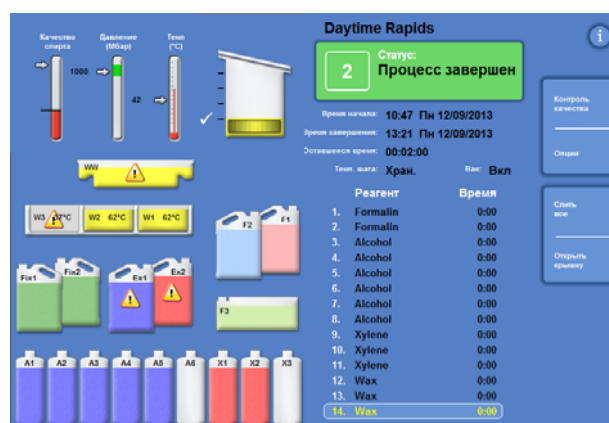 Daytime Rapids
i
Качество спирта
Давление (Мбар)
Темп (°C)
1000
42
2
Статус:
Процесс завершен
Время начала: 10:47 Пн 12/09/2013
Время завершения: 13:21 Пн 12/09/2013
Оставшееся время: 00:02:00
Темп. шага: Хран. Вак: Вкл
Реагент Время
1. Formalin 0:00
2. Formalin 0:00
3. Alcohol 0:00
4. Alcohol 0:00
5. Alcohol 0:00
6. Alcohol 0:00
7. Alcohol 0:00
8. Alcohol 0:00
9. Xylene 0:00
10. Xylene 0:00
11. Xylene 0:00
12. Wax 0:00
13. Wax 0:00
14. Wax 0:00
WW
W3 W2 62°C W1 62°C
F2 F1
Fix1 Fix2 Ex1 Ex2
F3
A1 A2 A3 A4 A5 A6 X1 X2 X3
Контроль
качества
Опции
Слить
все
Открыть
крышку